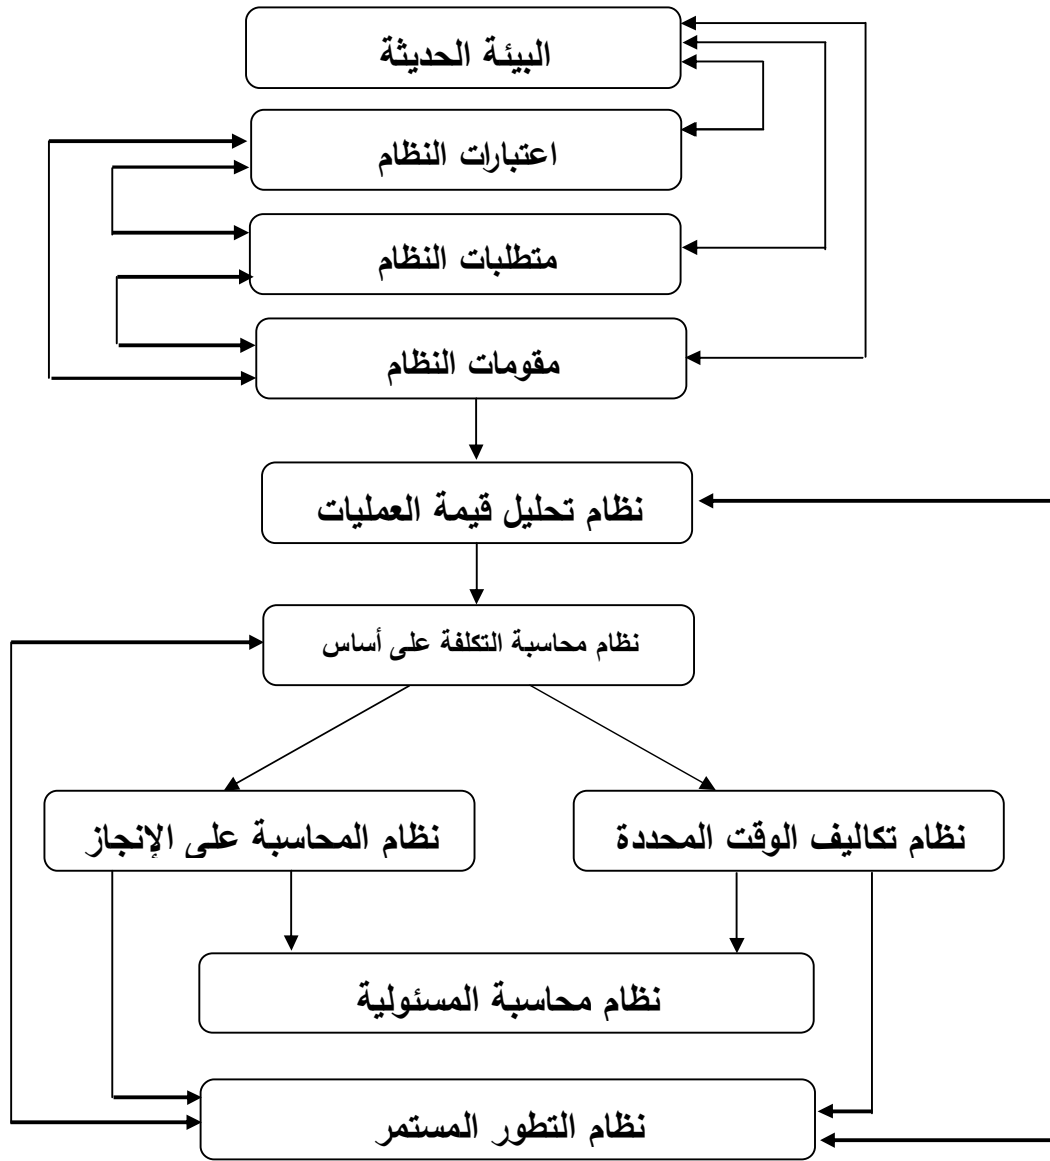 البيئة الحديثة
اعتبارات النظام
متطلبات النظام
مقومات النظام
نظام تحليل قيمة العمليات
نظام محاسبة التكلفة على أساس
نظام تكاليف الوقت المحددة
نظام المحاسبة على الإنجاز
نظام محاسبة المسئولية
نظام التطور المستمر